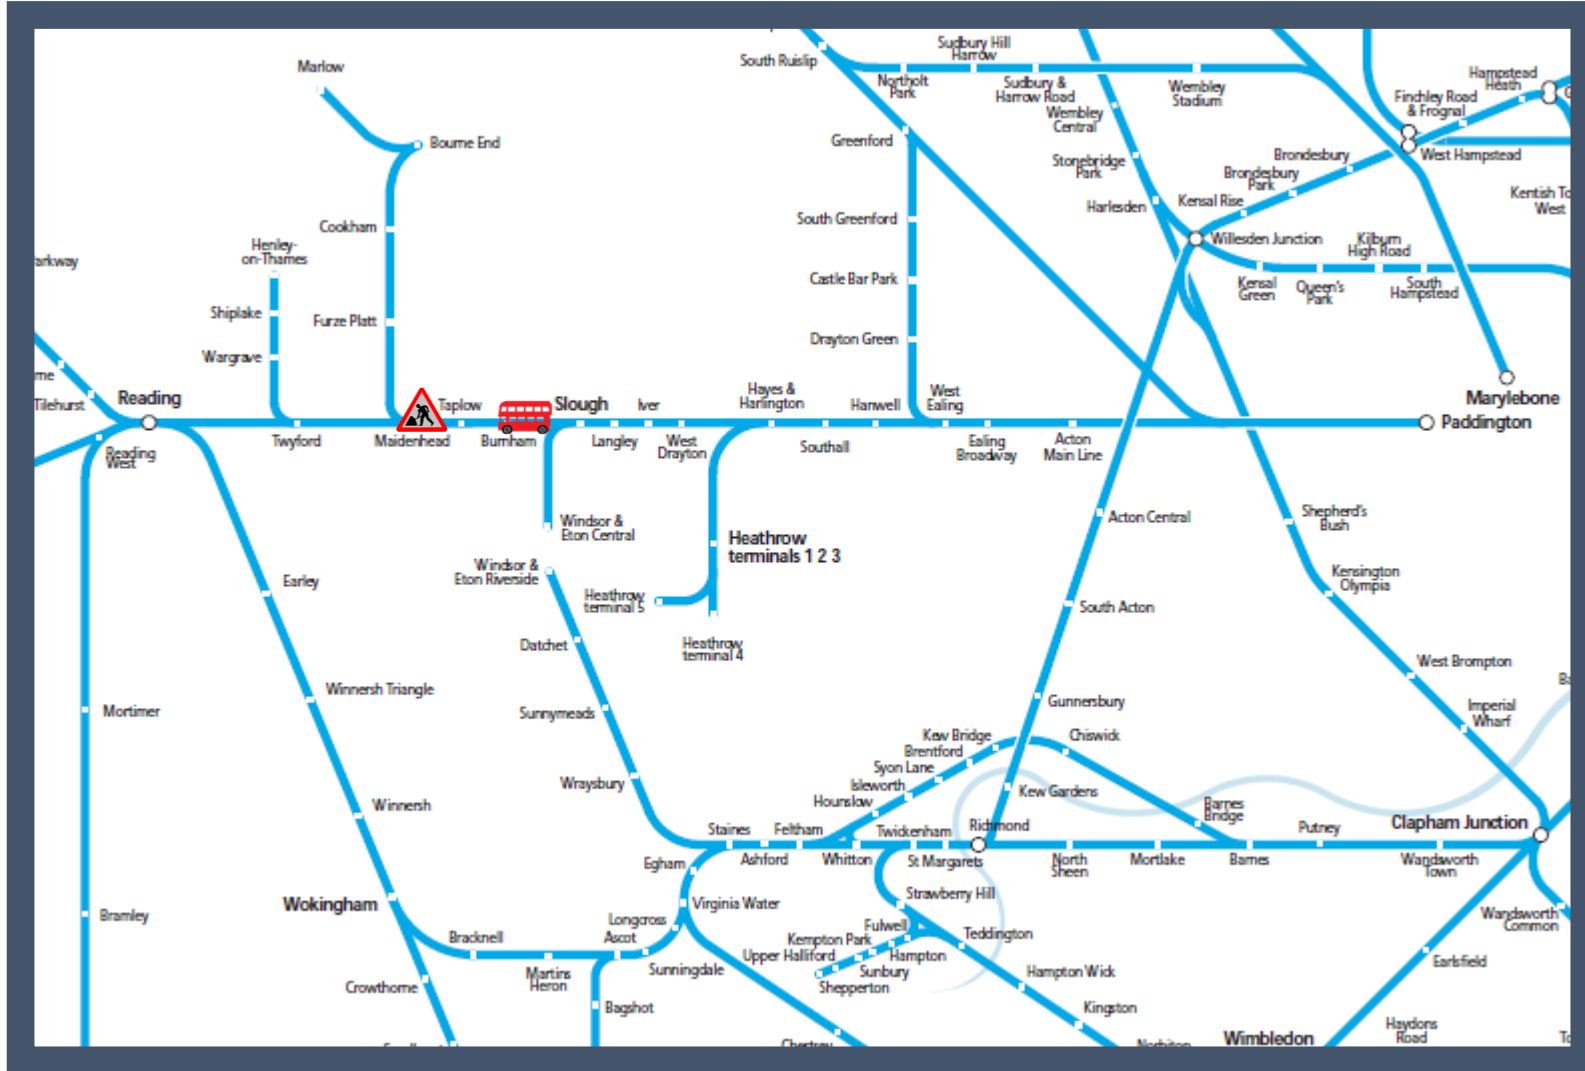 Marlow
Bourne End
Cookham
Henley-
on-Thames
arkway
Shiplake
Furze Platt
Wargrave
me
Tilehurst
Reading
Twyford
Maidenhead
Taplow
Burnham
Slough
Iver
Langley
West
Drayton
Hayes &
Harlington
Southall
Hanwell
West
Ealing
Ealing
Broadway
Acton
Main Line
Paddington
Marylebone
Reading
West
South Ruislip
Northolt
Park
Sudbury Hill
Harrow
Sudbury &
Harrow Road
Wembley
Stadium
Wembley
Central
Greenford
South Greenford
Castle Bar Park
Drayton Green
Stonebridge
Park
Harlesden
Willesden Junction
Kensal Rise
Brondesbury
Park
Brondesbury
West Hampstead
Finchley Road
& Frognal
Hampstead
Heath
Kentish To
West
Kensal
Green
Queen's
Park
Kilburn
High Road
South
Hampstead
Windsor &
Eton Central
Windsor &
Eton Riverside
Heathrow
terminals 1 2 3
Heathrow
terminal 5
Heathrow
terminal 4
Datchet
Sunnymeads
Wraysbury
Earley
Winnersh Triangle
Winnersh
Wokingham
Mortimer
Bramley
Crowthorne
Bracknell
Martins
Heron
Ascot
Longcross
Sunningdale
Bagshot
Virginia Water
Egham
Staines
Ashford
Feltham
Whitton
Twickenham
St Margarets
Richmond
North
Sheen
Mortlake
Barnes
Putney
Wandsworth
Town
Clapham Junction
Hounslow
Isleworth
Syon Lane
Brentford
Kew Bridge
Chiswick
Barnes
Bridge
Kew Gardens
Gunnersbury
South Acton
Acton Central
Shepherd's
Bush
Kensington
Olympia
West Brompton
Imperial
Wharf
Ba
Strawberry Hill
Fulwell
Teddington
Kempton Park
Hampton
Upper Halliford
Sunbury
Shepperton
Hampton Wick
Kingston
Norbiton
Chertsey
Wimbledon
Haydons
Road
Earlsfield
Wandsworth
Common
To